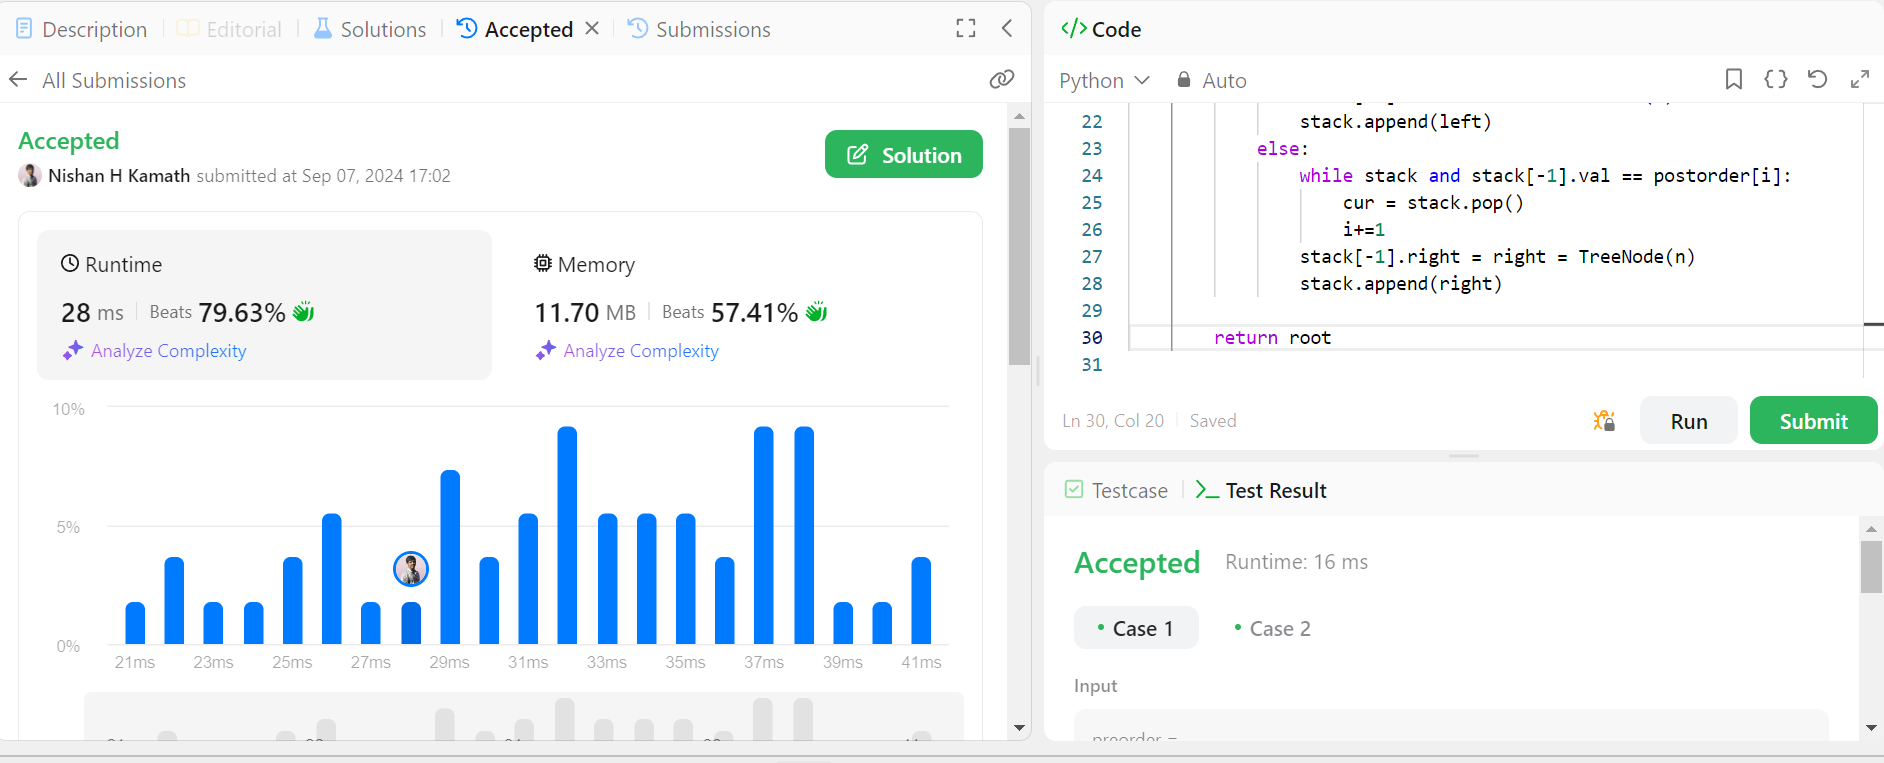 Description
Editorial
Solutions
Accepted
Submissions
All Submissions
Accepted
Nishan H Kamath submitted at Sep 07, 2024 17:02
Solution
Runtime
28 ms
Beats 79.63%
Analyze Complexity
Memory
11.70 MB
Beats 57.41%
Analyze Complexity
10%
5%
0%
21ms 23ms 25ms 27ms 29ms 31ms 33ms 35ms 37ms 39ms 41ms
</> Code
Python
Auto
22 stack.append(left)
23 else:
24 while stack and stack[-1].val == postorder[i]:
25 cur = stack.pop()
26 i+=1
27 stack[-1].right = right = TreeNode(n)
28 stack.append(right)
29
30 return root
31
Ln 30, Col 20
Saved
Run
Submit
Testcase
Test Result
Accepted
Runtime: 16 ms
Case 1
Case 2
Input
preorder =